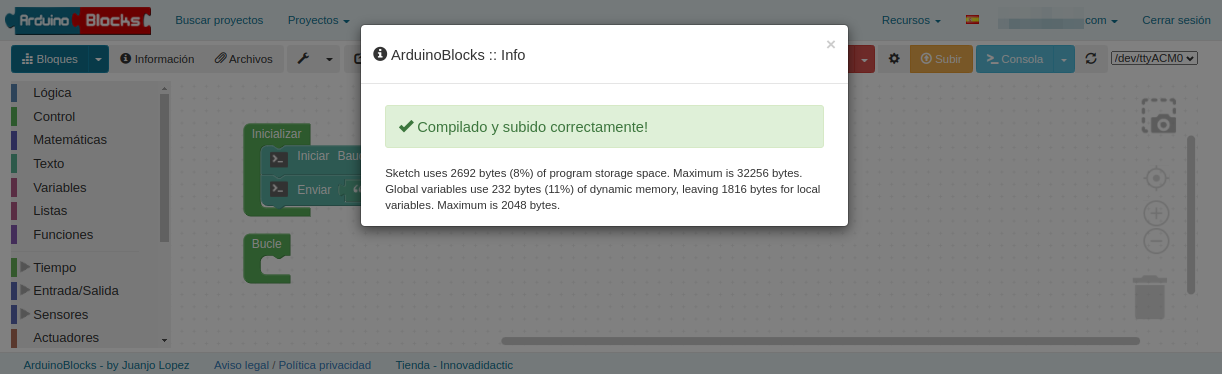 Arduino Blocks
Buscar proyectos
Proyectos
Recursos
com
Cerrar sesión
Bloques
Información
Archivos
Subir
Consola
/dev/ttyACM0
ArduinoBlocks :: Info
×
Compilado y subido correctamente!
Sketch uses 2692 bytes (8%) of program storage space. Maximum is 32256 bytes.
Global variables use 232 bytes (11%) of dynamic memory, leaving 1816 bytes for local
variables. Maximum is 2048 bytes.
Lógica
Control
Matemáticas
Texto
Variables
Listas
Funciones
Tiempo
Entrada/Salida
Sensores
Actuadores
Inicializar
Iniciar
Enviar
Bucle
ArduinoBlocks - by Juanjo Lopez
Aviso legal / Política privacidad
Tienda - Innovadidactic